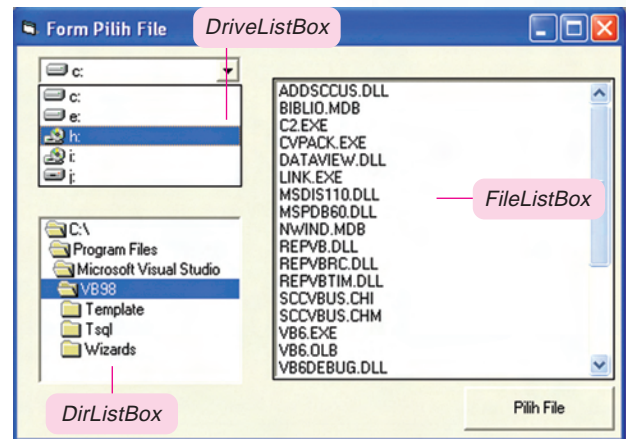 Form Pilih File
DriveListBox
c:
c:
e:
h:
i:
j:
C:\
Program Files
Microsoft Visual Studio
VB98
Template
Tsql
Wizards
DirListBox
ADDSCCUS.DLL
BIBLIO.MDB
C2.EXE
CVPACK.EXE
DATAVIEW.DLL
LINK.EXE
MSDIS110.DLL
MSPDB60.DLL
NWIND.MDB
REPVB.DLL
REPVBRC.DLL
REPVBTIM.DLL
SCCVBUS.CHI
SCCVBUS.CHM
VB6.EXE
VB6.OLB
VB6DEBUG.DLL
FileListBox
Pilih File